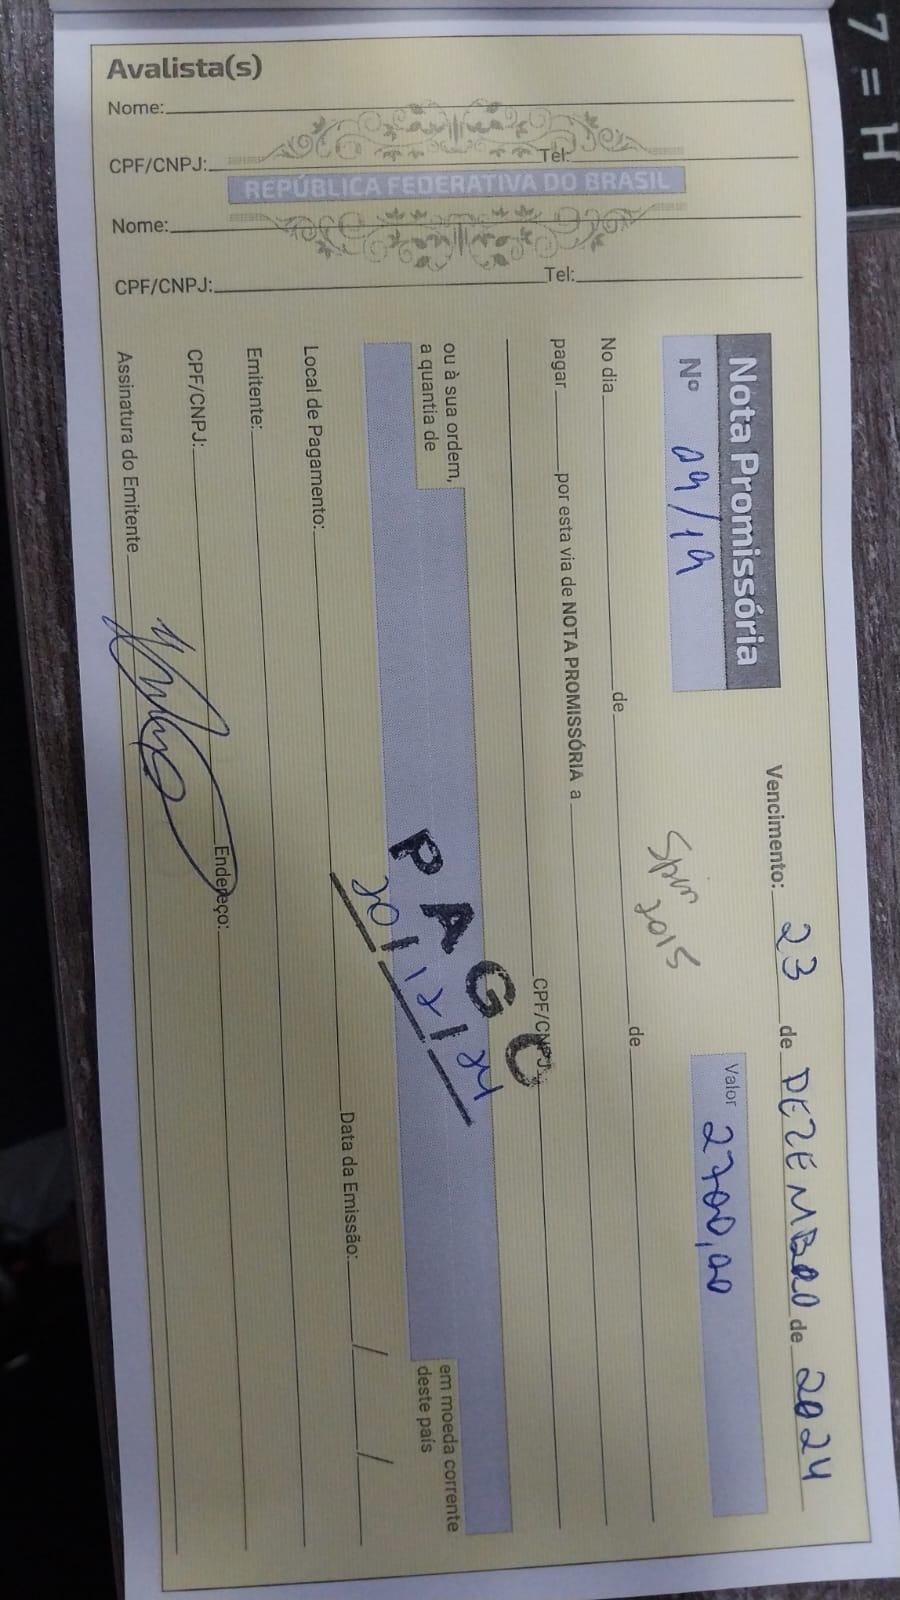 7 = H
Avalista(s)
Nome:
CPF/CNPJ: Tel:
REPÚBLICA FEDERATIVA DO BRASIL
Nome:
CPF/CNPJ: Tel:
Nota Promissória
Vencimento: 23 de DEZEMBRO de 2024
Nº 09/19
Valor 2700,00
Spin 2015
No dia de de
pagar por esta via de NOTA PROMISSÓRIA a
CPF/CNPJ:
ou à sua ordem,
a quantia de
em moeda corrente
deste país
PAGO
20/12/24
Local de Pagamento: Data da Emissão: / /
Emitente:
CPF/CNPJ: Endereço:
Assinatura do Emitente